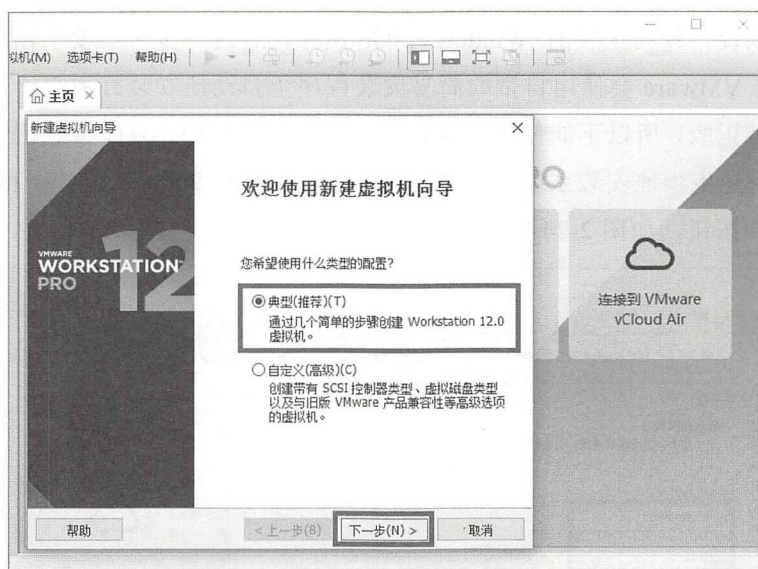 拟机(M) 选项卡(T) 帮助(H)
主页 ×
新建虚拟机向导
欢迎使用新建虚拟机向导
VMWARE
WORKSTATION
PRO
12
您希望使用什么类型的配置?
典型(推荐)(T)
通过几个简单的步骤创建 Workstation 12.0
虚拟机。
自定义(高级)(C)
创建带有 SCSI 控制器类型、虚拟磁盘类型
以及与旧版 VMware 产品兼容性等高级选项
的虚拟机。
帮助
< 上一步(B)
下一步(N) >
取消
RO
连接到 VMware
vCloud Air